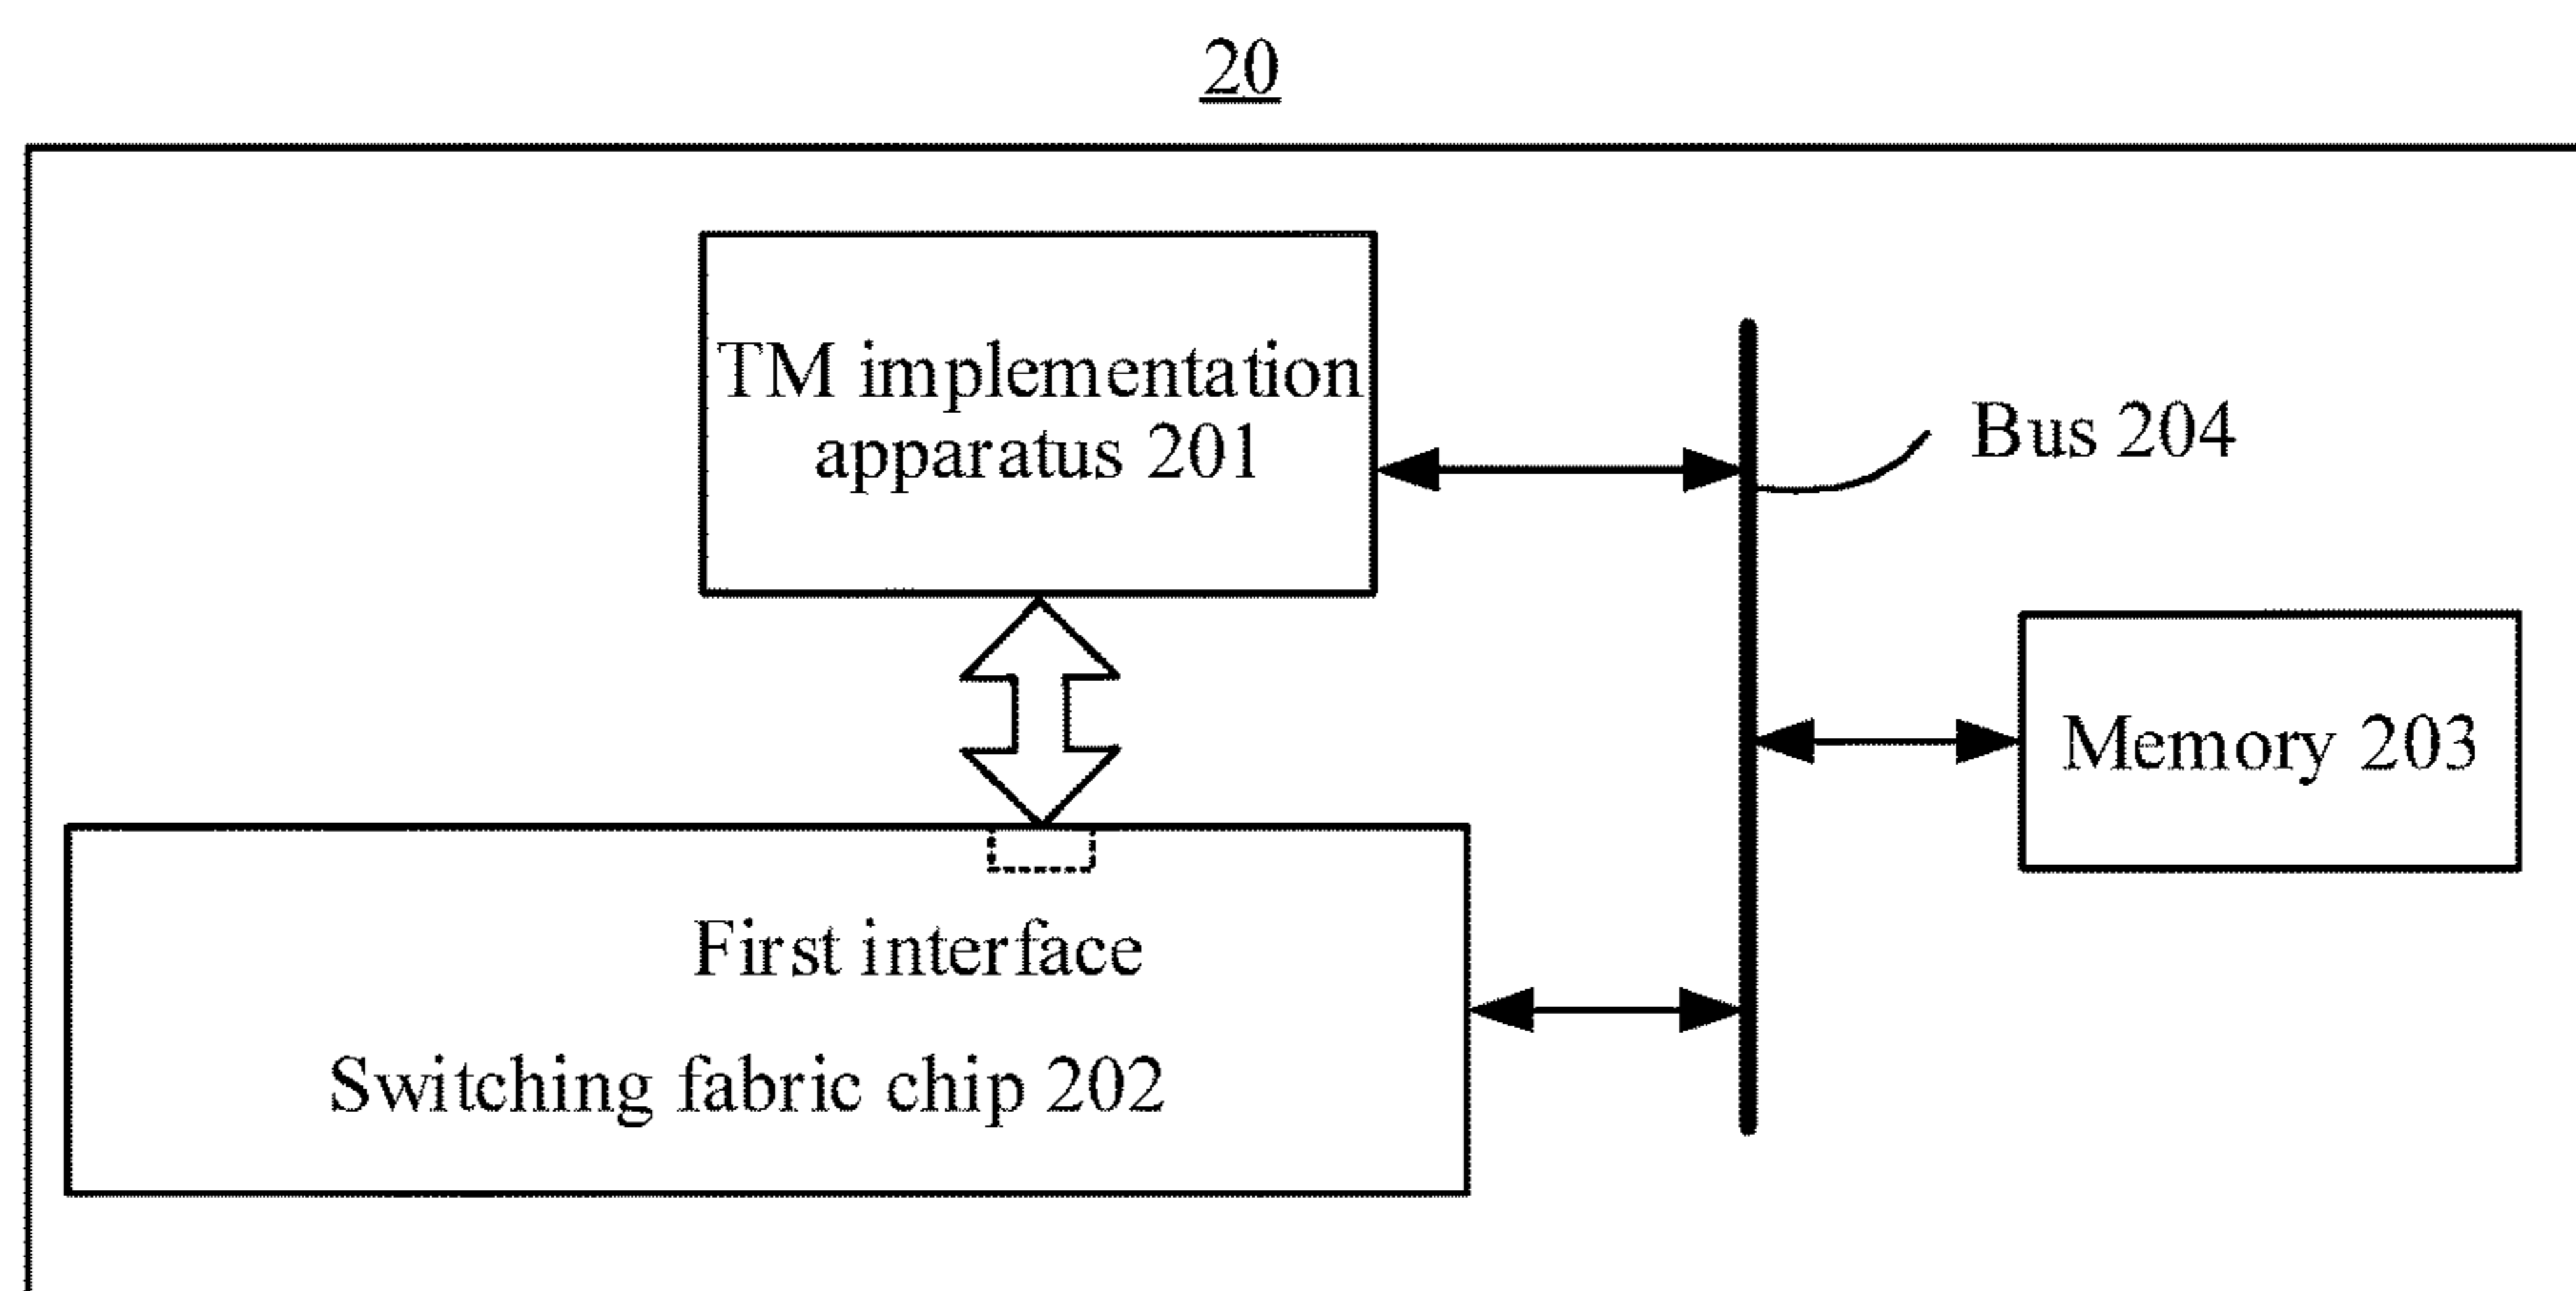 20
TM implementation
apparatus 201
Bus 204
Memory 203
First interface
Switching fabric chip 202